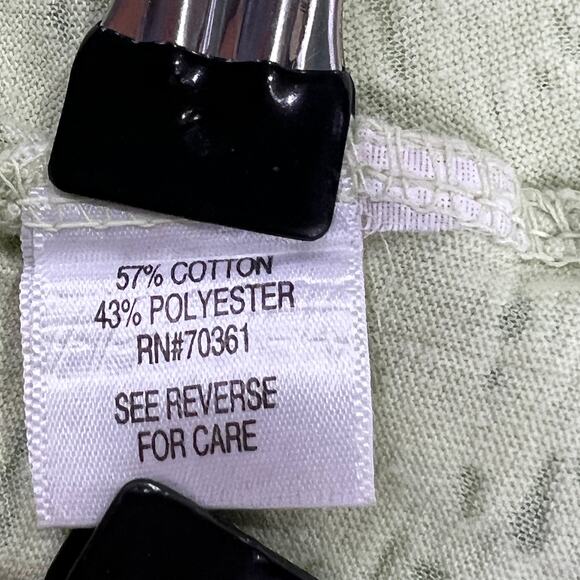 57% COTTON
43% POLYESTER
RN#70361
SEE REVERSE
FOR CARE